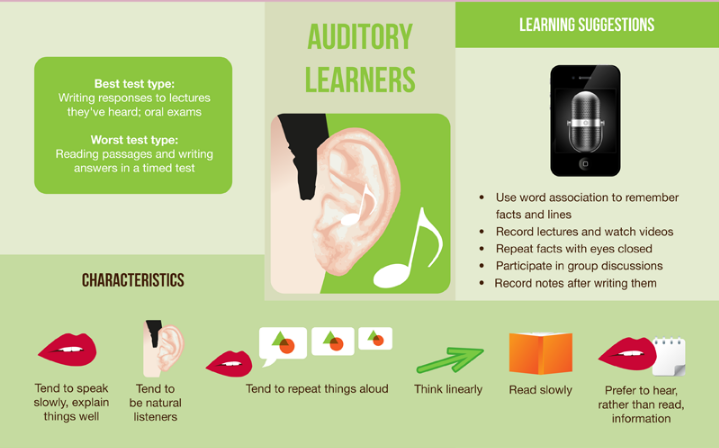 AUDITORY
LEARNERS
Best test type:
Writing responses to lectures
they've heard; oral exams
Worst test type:
Reading passages and writing
answers in a timed test
LEARNING SUGGESTIONS
• Use word association to remember
facts and lines
• Record lectures and watch videos
• Repeat facts with eyes closed
• Participate in group discussions
• Record notes after writing them
CHARACTERISTICS
Tend to speak
slowly, explain
things well
Tend to
be natural
listeners
Tend to repeat things aloud
Think linearly
Read slowly
Prefer to hear,
rather than read,
information